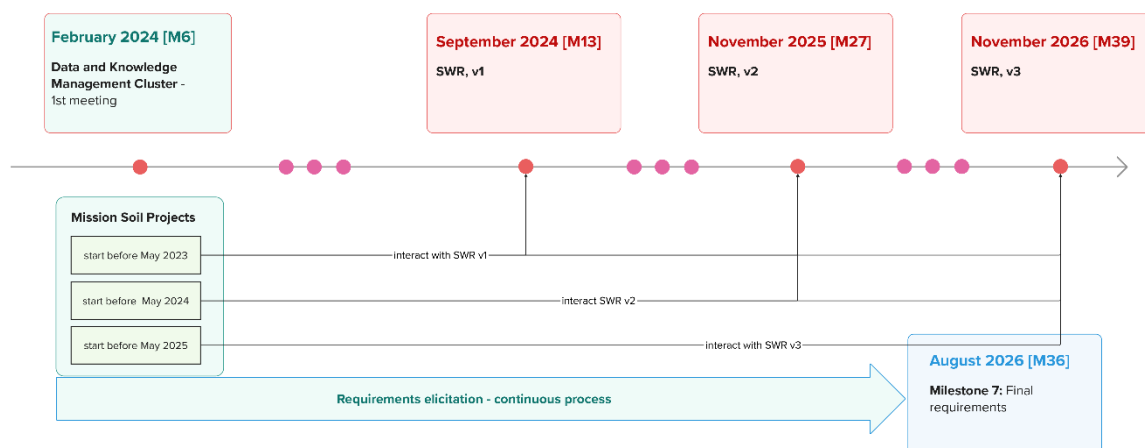 February 2024 [M6]
Data and Knowledge
Management Cluster -
1st meeting
September 2024 [M13]
SWR, v1
November 2025 [M27]
SWR, v2
November 2026 [M39]
SWR, v3
Mission Soil Projects
start before May 2023
interact with SWR v1
start before May 2024
interact SWR v2
start before May 2025
interact with SWR v3
August 2026 [M36]
Milestone 7: Final
requirements
Requirements elicitation - continuous process